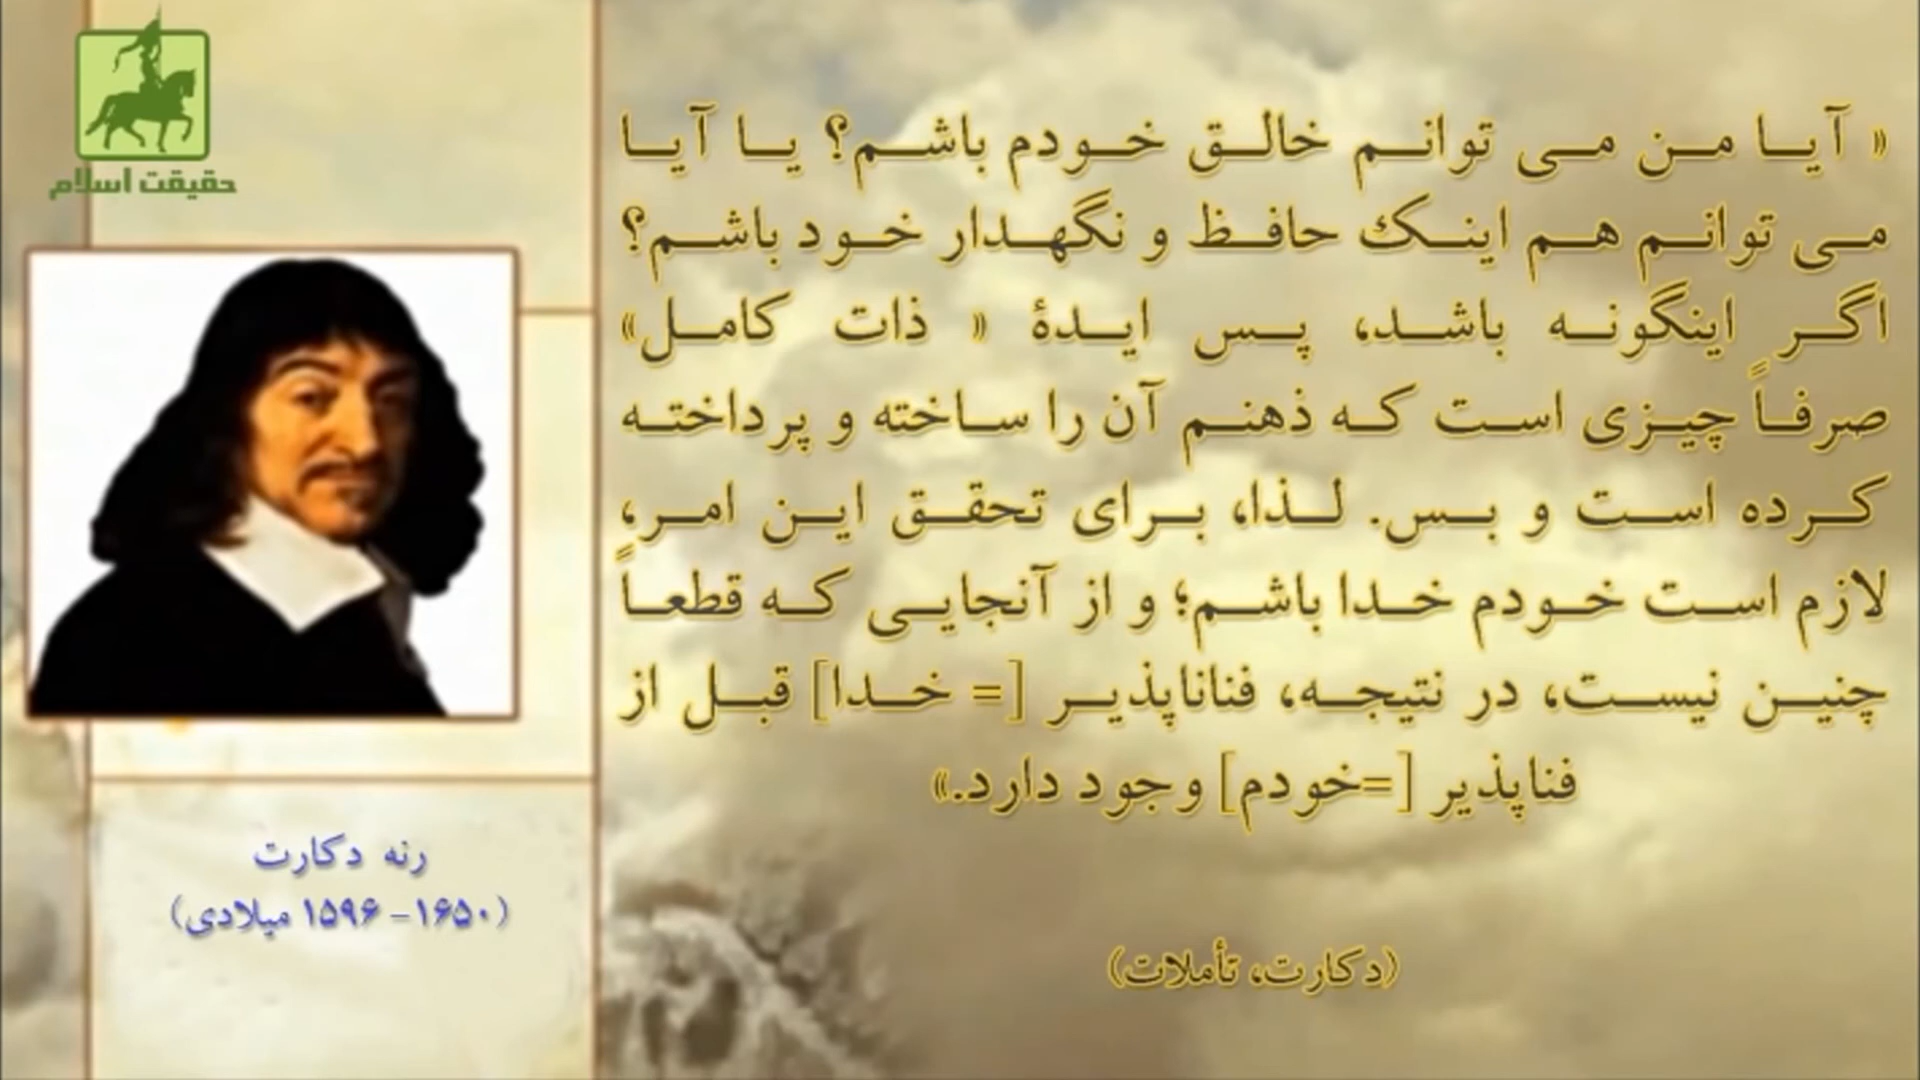 حقیقت اسلام
« آیا من می توانم خالق خودم باشم؟ یا آیا
می توانم هم اینک حافظ و نگهدار خود باشم؟
اگر اینگونه باشد، پس ایدۀ « ذات کامل»
صرفاً چیزی است که ذهنم آن را ساخته و پرداخته
کرده است و بس. لذا، برای تحقق این امر،
لازم است خودم خدا باشم؛ و از آنجایی که قطعاً
چنین نیست، در نتیجه، فناناپذیر [= خدا] قبل از
فناپذیر [=خودم] وجود دارد.»
(دکارت، تأملات)
رنه دکارت
(۱۶۵۰- ۱۵۹۶ میلادی)